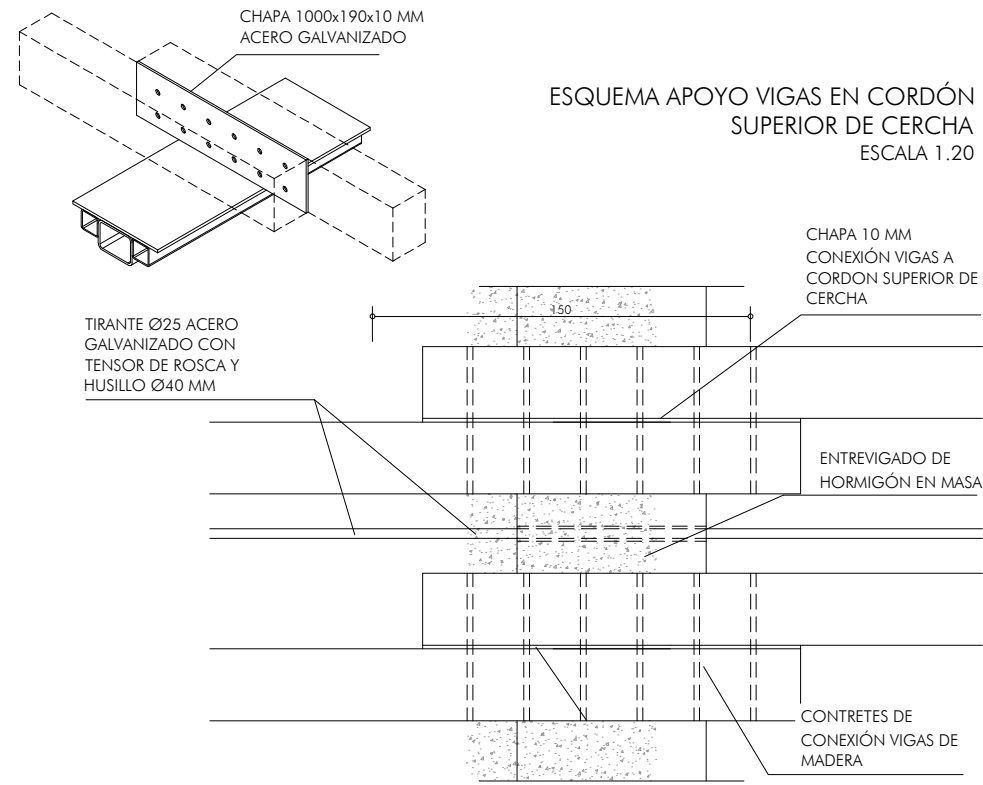 CHAPA 1000x190x10 MM
ACERO GALVANIZADO
ESQUEMA APOYO VIGAS EN CORDÓN
SUPERIOR DE CERCHA
ESCALA 1.20
CHAPA 10 MM
CONEXIÓN VIGAS A
CORDON SUPERIOR DE
CERCHA
150
TIRANTE Ø25 ACERO
GALVANIZADO CON
TENSOR DE ROSCA Y
HUSILLO Ø40 MM
ENTREVIGADO DE
HORMIGÓN EN MASA
CONTRETES DE
CONEXIÓN VIGAS DE
MADERA